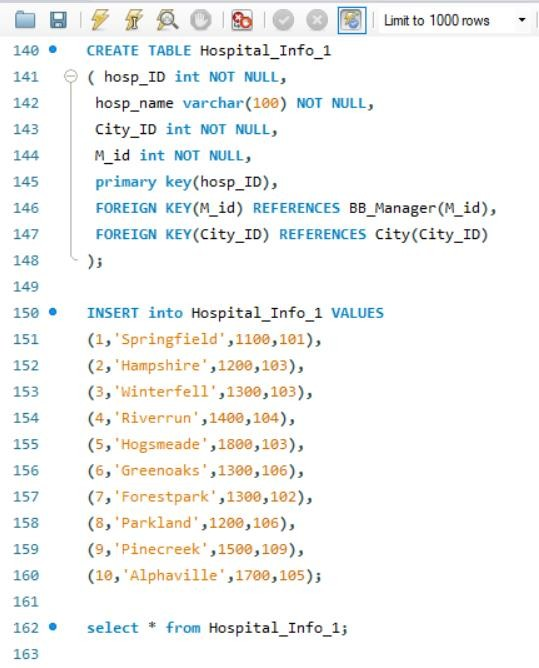 Limit to 1000 rows
140 CREATE TABLE Hospital_Info_1
141 ( hosp_ID int NOT NULL,
142 hosp_name varchar(100) NOT NULL,
143 City_ID int NOT NULL,
144 M_id int NOT NULL,
145 primary key(hosp_ID),
146 FOREIGN KEY(M_id) REFERENCES BB_Manager(M_id),
147 FOREIGN KEY(City_ID) REFERENCES City(City_ID)
148 );
149
150 INSERT into Hospital_Info_1 VALUES
151 (1,'Springfield',1100,101),
152 (2,'Hampshire',1200,103),
153 (3,'Winterfell',1300,103),
154 (4,'Riverrun',1400,104),
155 (5,'Hogsmeade',1800,103),
156 (6,'Greenoaks',1300,106),
157 (7,'Forestpark',1300,102),
158 (8,'Parkland',1200,106),
159 (9,'Pinecreek',1500,109),
160 (10,'Alphaville',1700,105);
161
162 select * from Hospital_Info_1;
163